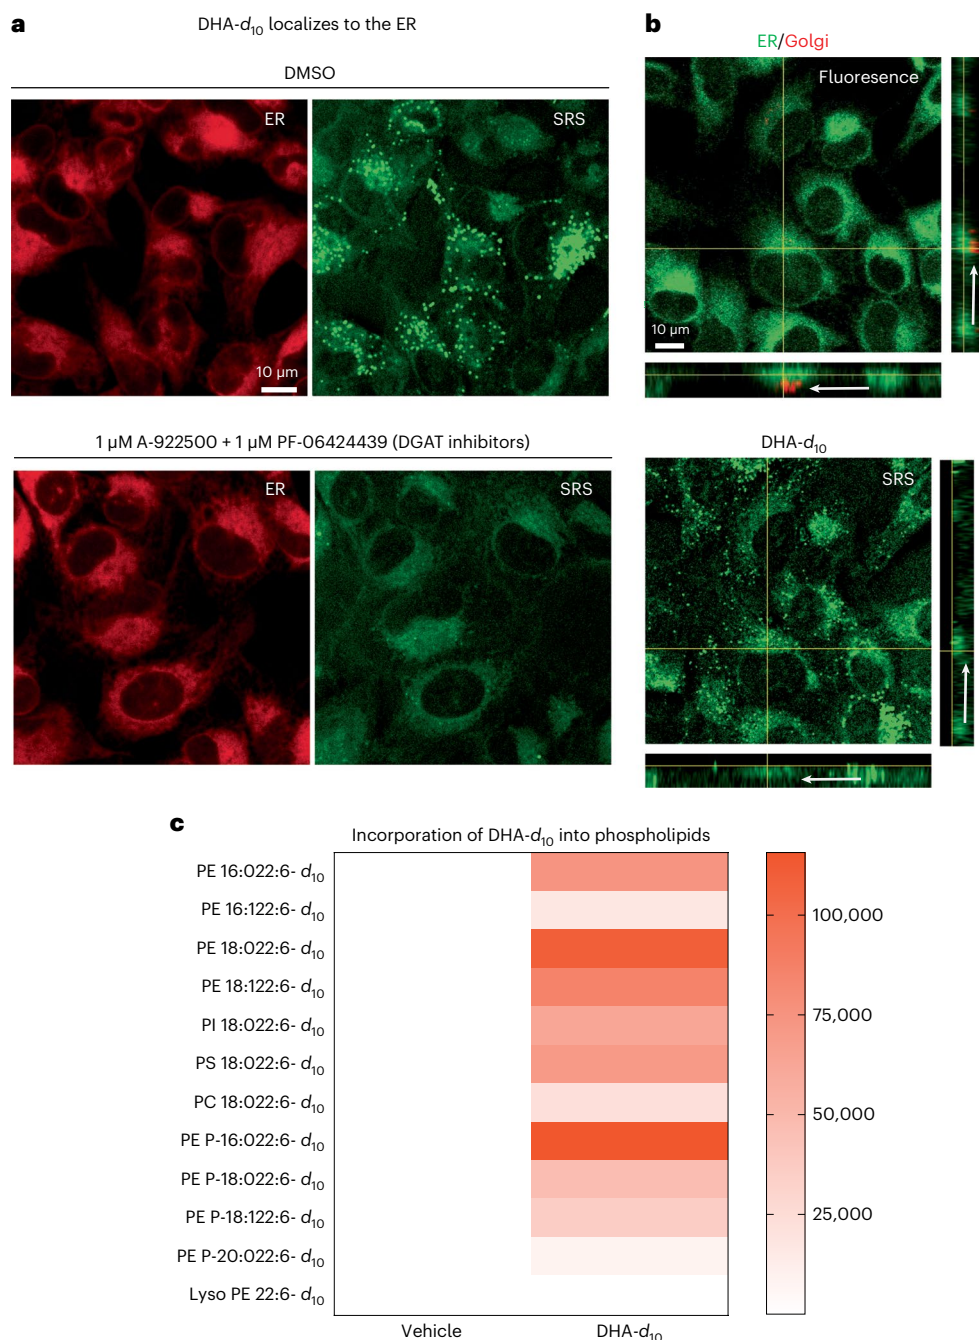 a
DHA-d10 localizes to the ER
DMSO
ER
SRS
10 µm
1 µM A-922500 + 1 µM PF-06424439 (DGAT inhibitors)
ER
SRS
b
ER/Golgi
Fluoresence
10 µm
DHA-d10
SRS
c
Incorporation of DHA-d10 into phospholipids
PE 16:022:6- d10
PE 16:122:6- d10
PE 18:022:6- d10
PE 18:122:6- d10
PI 18:022:6- d10
PS 18:022:6- d10
PC 18:022:6- d10
PE P-16:022:6- d10
PE P-18:022:6- d10
PE P-18:122:6- d10
PE P-20:022:6- d10
Lyso PE 22:6- d10
Vehicle
DHA-d10
100,000
75,000
50,000
25,000